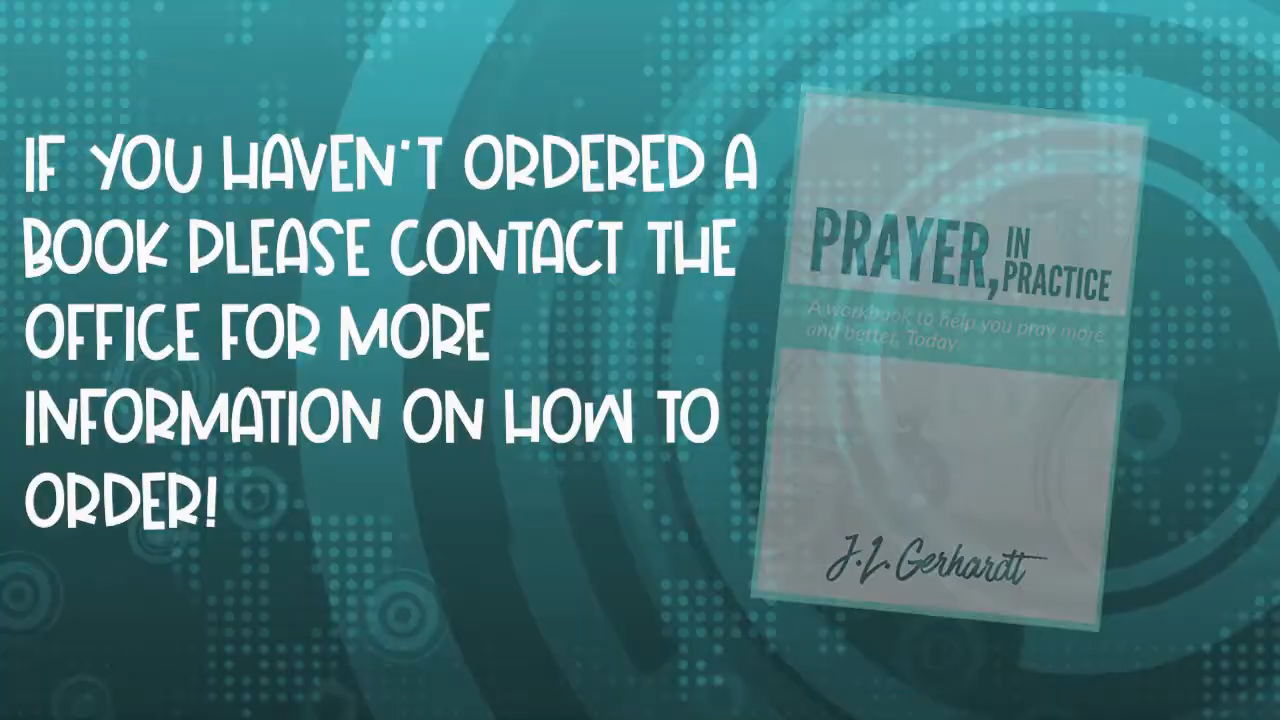 IF YOU HAVEN'T ORDERED A
BOOK PLEASE CONTACT THE
OFFICE FOR MORE
INFORMATION ON HOW TO
ORDER!
PRAYER, IN
PRACTICE
A workbook to help you pray more
and better. Today.
J.L. Gerhardt